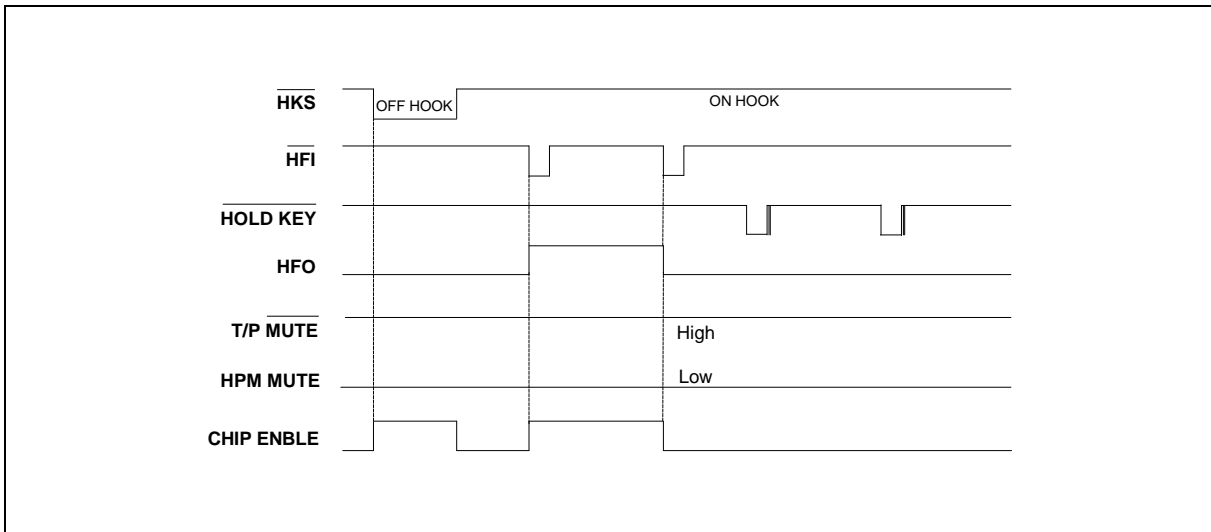 HKS OFF HOOK ON HOOK
HFI
HOLD KEY
HFO
T/P MUTE High
HPM MUTE Low
CHIP ENBLE